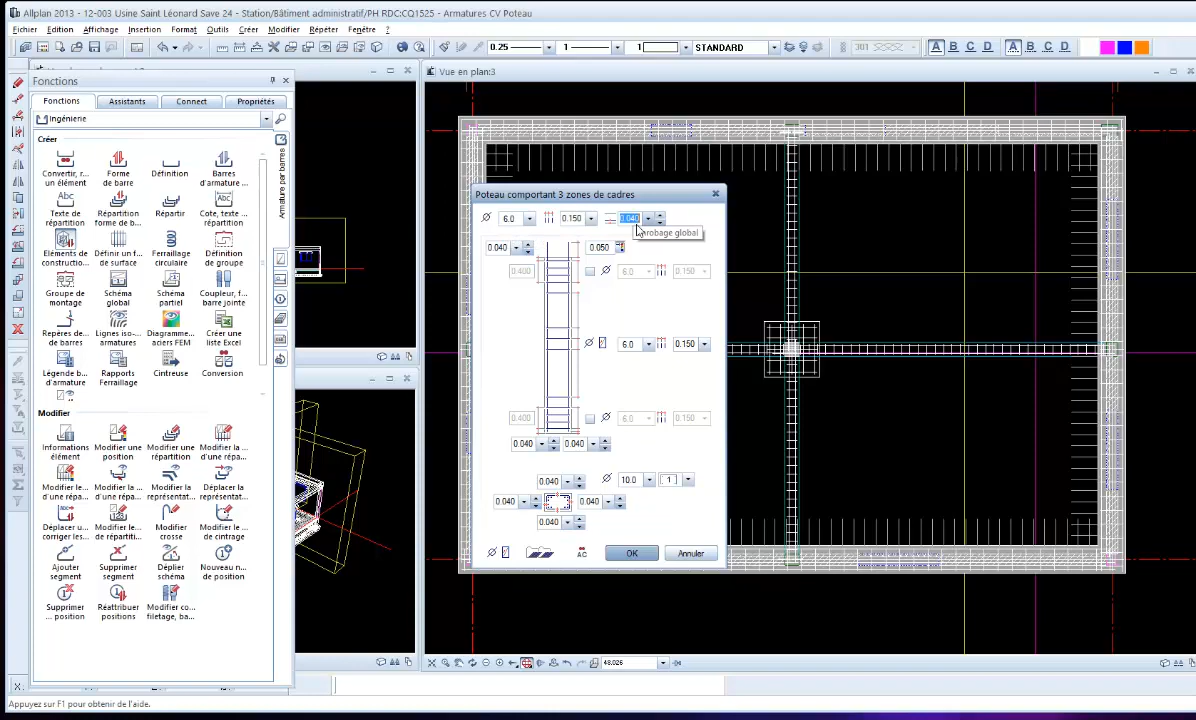 Allplan 2013 - 12-003 Usine Saint Léonard Save 24 - Station/Bâtiment administratif/PH RDC:CQ1525 - Armatures CV Poteau
Fichier Edition Affichage Insertion Format Outils Créer Modifier Répéter Fenêtre ?
0.25 1 1 STANDARD 301 A B C D A B C D
Fonctions
Vue en plan:3
Fonctions Assistants Connect Propriétés
Ingénierie
Créer
Convertir, r... un élément
Forme de barre
Définition
Barres d'armature ...
Texte de répartition
Répartition forme de b...
Répartir
Cote, texte ... répartition
Eléments de constructio...
Définir un f... de surface
Ferraillage circulaire
Définition de groupe
Groupe de montage
Schéma global
Schéma partiel
Coupleur, f... barre jointe
Repères de... de barres
Lignes iso-... armatures
Diagramme... aciers FEM
Créer une liste Excel
Légende b... d'armature
Rapports Ferraillage
Cintreuse
Conversion
Armature par barres
Modifier
Informations élément
Modifier une répartition
Modifier une répartition
Modifier la ... d'une répa...
Modifier le ... d'une répa...
Modifier le ... d'une répa...
Modifier la représentat...
Déplacer la représentat...
Déplacer u... corriger les...
Modifier le... de répartiti...
Modifier crosse
Modifier le... de cintrage
Ajouter segment
Supprimer segment
Déplier schéma
Nouveau n... de position
Supprimer ... position
Réattribuer positions
Modifier co... filetage, ba...
Poteau comportant 3 zones de cadres
6.0 0.150 0.040
Enrobage global
0.040 0.050
0.400 6.0 0.150
6.0 0.150
0.400 6.0 0.150
0.040 0.040
0.040 10.0 1
0.040 0.040
0.040
AC OK Annuler
48.026
Appuyez sur F1 pour obtenir de l'aide.